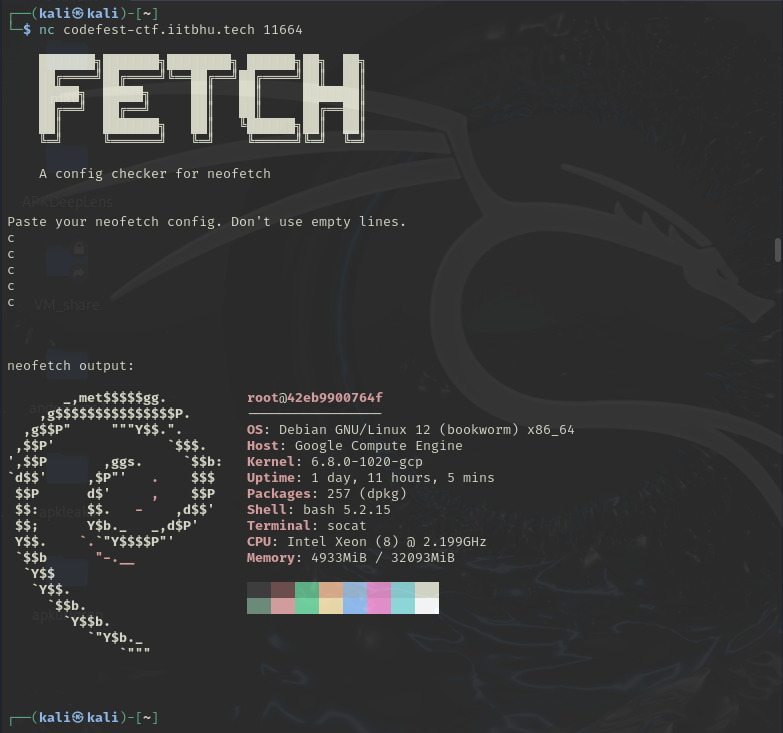 ┌──(kali㉿kali)-[~]
└─$ nc codefest-ctf.iitbhu.tech 11664
FETCH
A config checker for neofetch
Paste your neofetch config. Don't use empty lines.
c
c
c
c
c
neofetch output:
       _,met$$$$$gg.          root@42eb9900764f
    ,g$$$$$$$$$$$$$$$P.       -----------------
  ,g$$P"     """Y$$.".        OS: Debian GNU/Linux 12 (bookworm) x86_64
 ,$$P'              `$$$.     Host: Google Compute Engine
',$$P       ,ggs.     `$$b:   Kernel: 6.8.0-1020-gcp
`d$$'     ,$P"'   .    $$$    Uptime: 1 day, 11 hours, 5 mins
 $$P      d$'     ,    $$P    Packages: 257 (dpkg)
 $$:      $$.   -    ,d$$'    Shell: bash 5.2.15
 $$;      Y$b._   _,d$P'      Terminal: socat
 Y$$.    `.`"Y$$$$P"'         CPU: Intel Xeon (8) @ 2.199GHz
 `$$b      "-.__              Memory: 4933MiB / 32093MiB
  `Y$$
   `Y$$.
     `$$b.
       `Y$$b.
          `"Y$b._
              `"""
┌──(kali㉿kali)-[~]
ARKDeepLens
VM_share